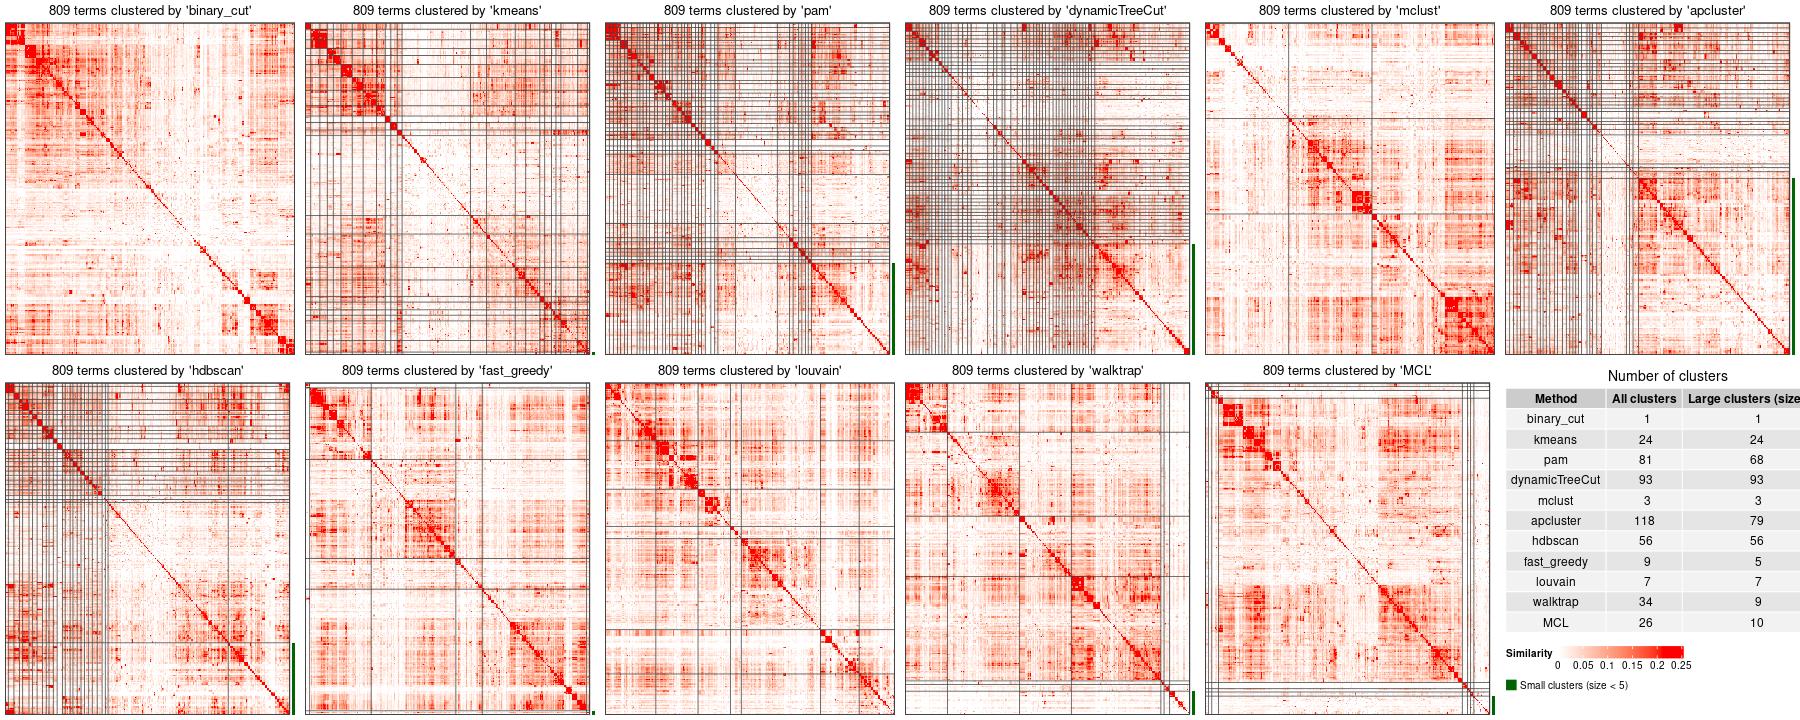 809 terms clustered by 'binary_cut'
809 terms clustered by 'kmeans'
809 terms clustered by 'pam'
809 terms clustered by 'dynamicTreeCut'
809 terms clustered by 'mclust'
809 terms clustered by 'apcluster'
809 terms clustered by 'hdbscan'
809 terms clustered by 'fast_greedy'
809 terms clustered by 'louvain'
809 terms clustered by 'walktrap'
809 terms clustered by 'MCL'
Number of clusters
Method All clusters Large clusters (size
binary_cut 1 1
kmeans 24 24
pam 81 68
dynamicTreeCut 93 93
mclust 3 3
apcluster 118 79
hdbscan 56 56
fast_greedy 9 5
louvain 7 7
walktrap 34 9
MCL 26 10
Similarity
0 0.05 0.1 0.15 0.2 0.25
Small clusters (size < 5)